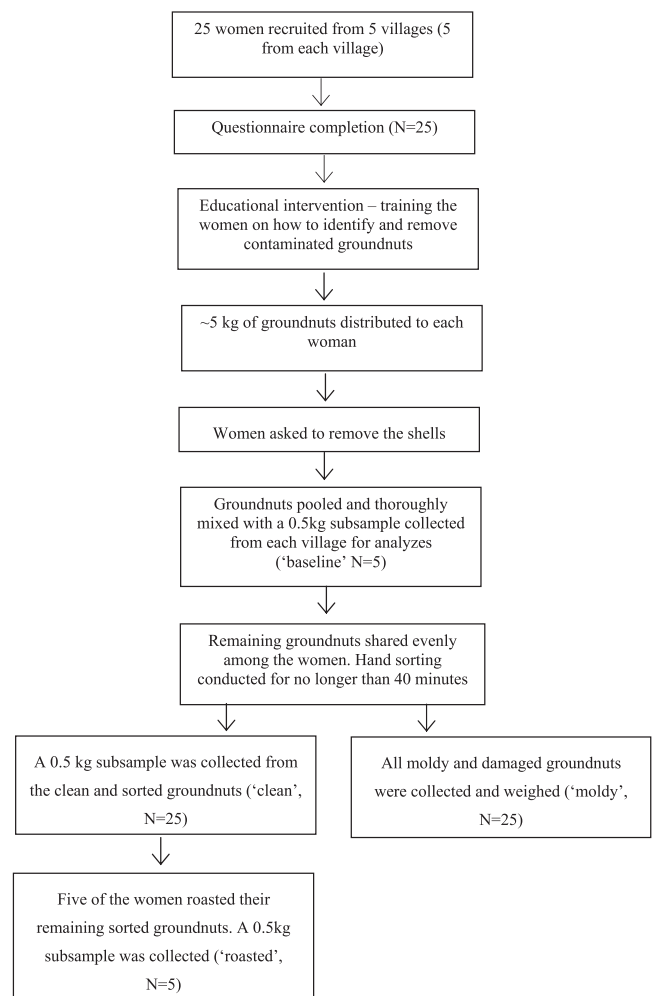 25 women recruited from 5 villages (5
from each village)
Questionnaire completion (N=25)
Educational intervention – training the
women on how to identify and remove
contaminated groundnuts
~5 kg of groundnuts distributed to each
woman
Women asked to remove the shells
Groundnuts pooled and thoroughly
mixed with a 0.5kg subsample collected
from each village for analyzes
(‘baseline’ N=5)
Remaining groundnuts shared evenly
among the women. Hand sorting
conducted for no longer than 40 minutes
A 0.5 kg subsample was collected from
the clean and sorted groundnuts (‘clean’,
N=25)
All moldy and damaged groundnuts
were collected and weighed (‘moldy’,
N=25)
Five of the women roasted their
remaining sorted groundnuts. A 0.5kg
subsample was collected (‘roasted’,
N=5)